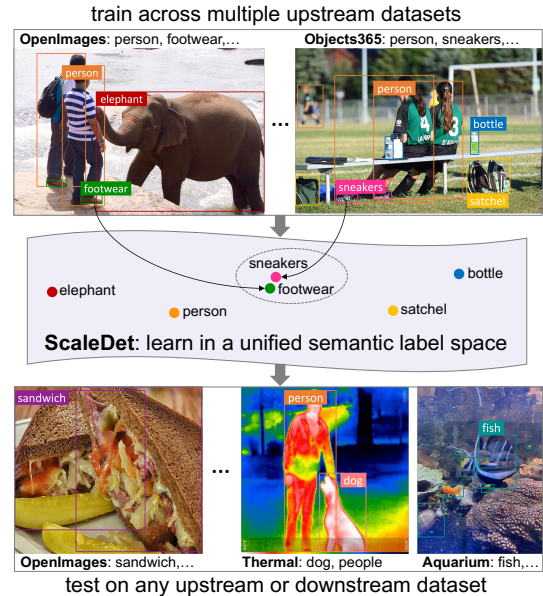 train across multiple upstream datasets
OpenImages: person, footwear,...
Objects365: person, sneakers,...
person
elephant
footwear
...
person
4
3
bottle
sneakers
satchel
sneakers
footwear
elephant
person
bottle
satchel
ScaleDet: learn in a unified semantic label space
sandwich
...
person
dog
fish
OpenImages: sandwich,...
Thermal: dog, people
Aquarium: fish,...
test on any upstream or downstream dataset